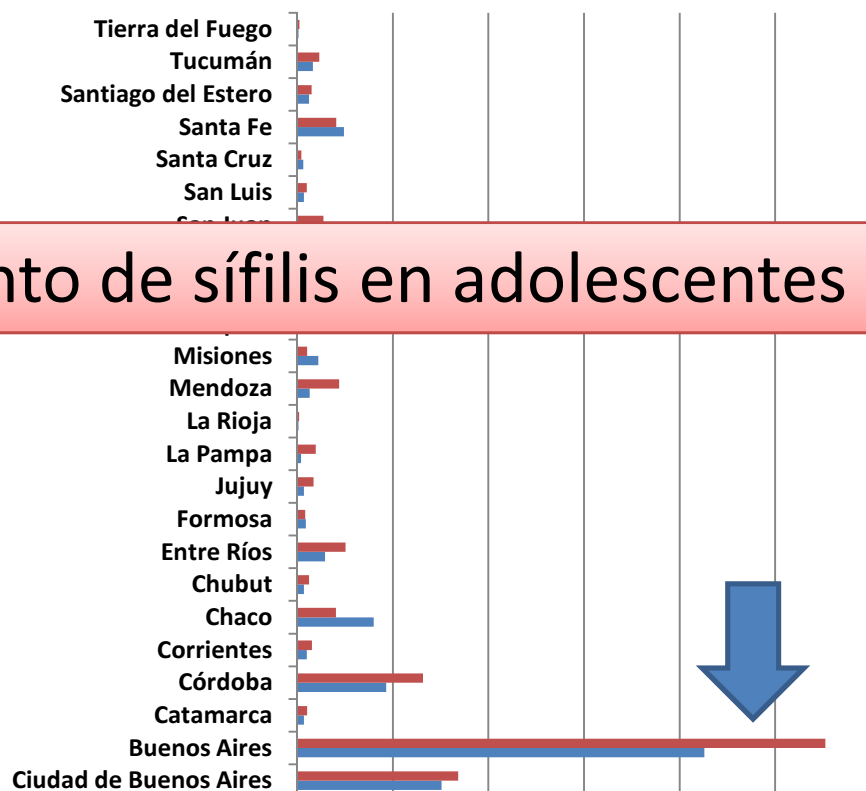 Tierra del Fuego
Tucumán
Santiago del Estero
Santa Fe
Santa Cruz
San Luis
San Juan
nto de sífilis en adolescentes
Misiones
Mendoza
La Rioja
La Pampa
Jujuy
Formosa
Entre Ríos
Chubut
Chaco
Corrientes
Córdoba
Catamarca
Buenos Aires
Ciudad de Buenos Aires